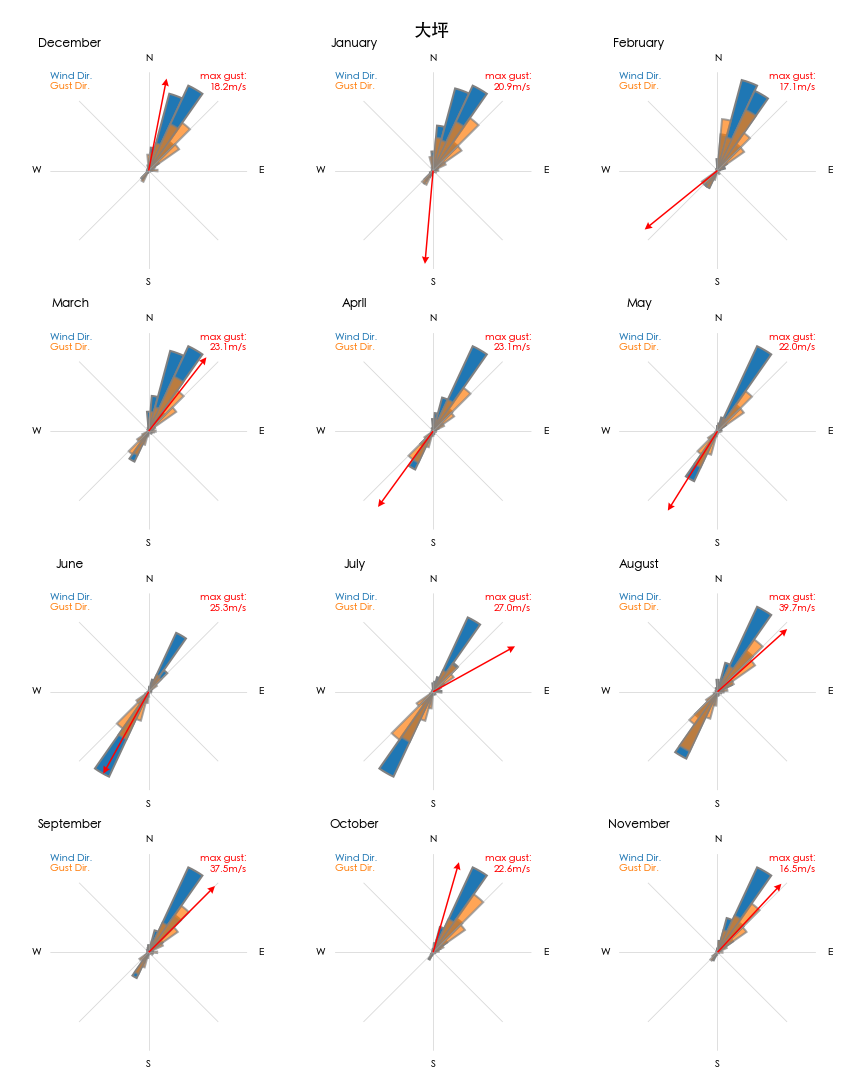 大坪
December
N
Wind Dir.
Gust Dir.
max gust:
18.2m/s
W
E
S
January
N
Wind Dir.
Gust Dir.
max gust:
20.9m/s
W
E
S
February
N
Wind Dir.
Gust Dir.
max gust:
17.1m/s
W
E
S
March
N
Wind Dir.
Gust Dir.
max gust:
23.1m/s
W
E
S
April
N
Wind Dir.
Gust Dir.
max gust:
23.1m/s
W
E
S
May
N
Wind Dir.
Gust Dir.
max gust:
22.0m/s
W
E
S
June
N
Wind Dir.
Gust Dir.
max gust:
25.3m/s
W
E
S
July
N
Wind Dir.
Gust Dir.
max gust:
27.0m/s
W
E
S
August
N
Wind Dir.
Gust Dir.
max gust:
39.7m/s
W
E
S
September
N
Wind Dir.
Gust Dir.
max gust:
37.5m/s
W
E
S
October
N
Wind Dir.
Gust Dir.
max gust:
22.6m/s
W
E
S
November
N
Wind Dir.
Gust Dir.
max gust:
16.5m/s
W
E
S